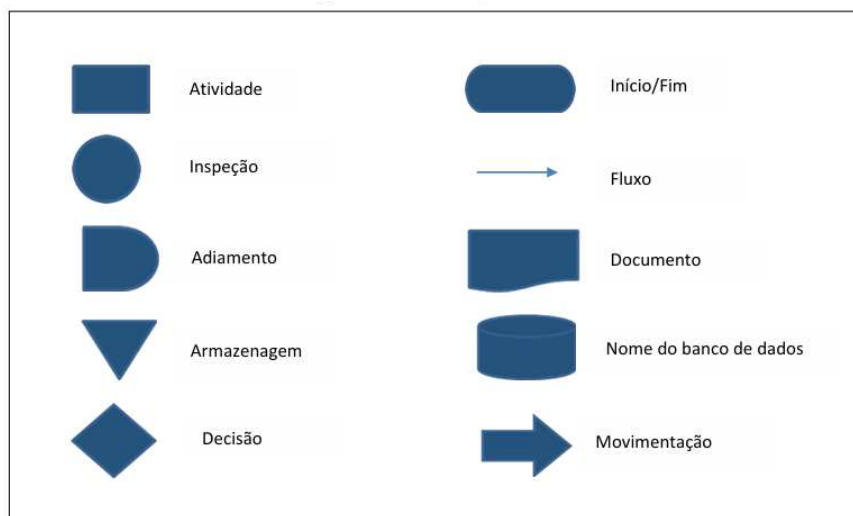 Atividade
Início/Fim
Inspeção
Fluxo
Adiamento
Documento
Armazenagem
Nome do banco de dados
Decisão
Movimentação